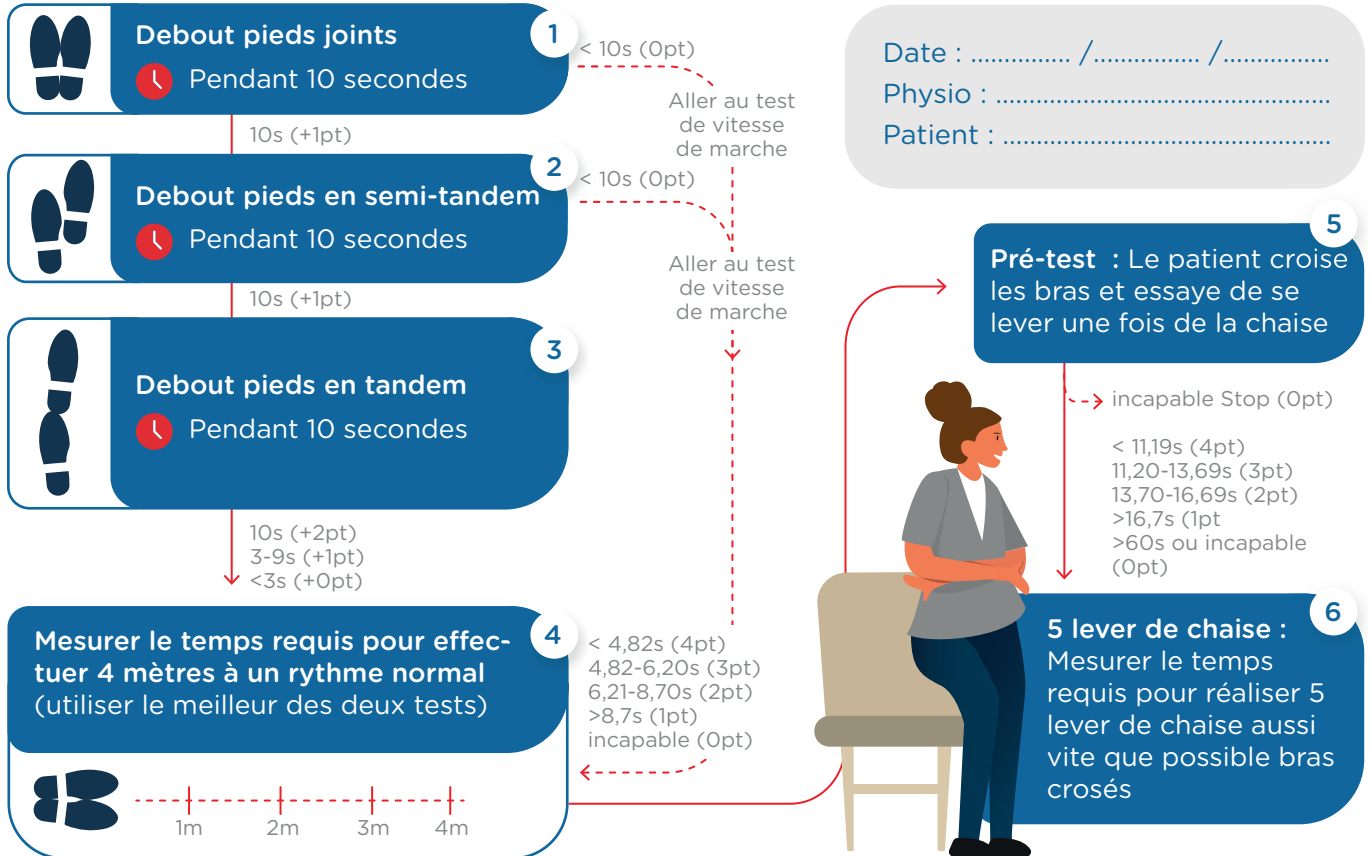 Debout pieds joints
1
Pendant 10 secondes
< 10s (0pt)
Aller au test
de vitesse
de marche
10s (+1pt)
2
Debout pieds en semi-tandem
Pendant 10 secondes
< 10s (0pt)
Aller au test
de vitesse
de marche
10s (+1pt)
3
Debout pieds en tandem
Pendant 10 secondes
10s (+2pt)
3-9s (+1pt)
<3s (+0pt)
4
Mesurer le temps requis pour effec-
tuer 4 mètres à un rythme normal
(utiliser le meilleur des deux tests)
1m 2m 3m 4m
< 4,82s (4pt)
4,82-6,20s (3pt)
6,21-8,70s (2pt)
>8,7s (1pt)
incapable (0pt)
Date : .............. /............... /...............
Physio : ...............................................
Patient : ..............................................
5
Pré-test : Le patient croise
les bras et essaye de se
lever une fois de la chaise
incapable Stop (0pt)
< 11,19s (4pt)
11,20-13,69s (3pt)
13,70-16,69s (2pt)
>16,7s (1pt
>60s ou incapable
(0pt)
6
5 lever de chaise :
Mesurer le temps
requis pour réaliser 5
lever de chaise aussi
vite que possible bras
crosés